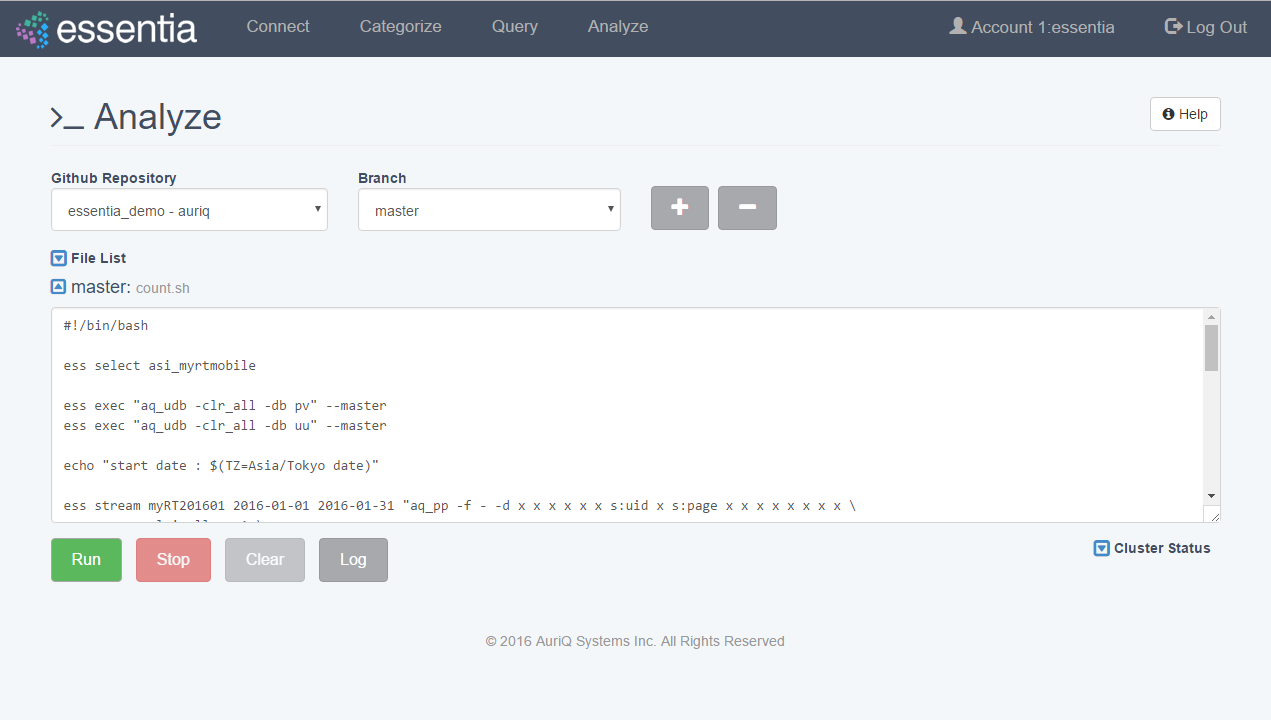 essentia Connect Categorize Query Analyze Account 1:essentia Log Out
>_ Analyze
Help
Github Repository Branch
essentia_demo - auriq master
File List
master: count.sh
#!/bin/bash
ess select asi_myrtmobile
ess exec "aq_udb -clr_all -db pv" --master
ess exec "aq_udb -clr_all -db uu" --master
echo "start date : $(TZ=Asia/Tokyo date)"
ess stream myRT201601 2016-01-01 2016-01-31 "aq_pp -f - -d x x x x x x s:uid x s:page x x x x x x x x \
Run Stop Clear Log Cluster Status
© 2016 AuriQ Systems Inc. All Rights Reserved